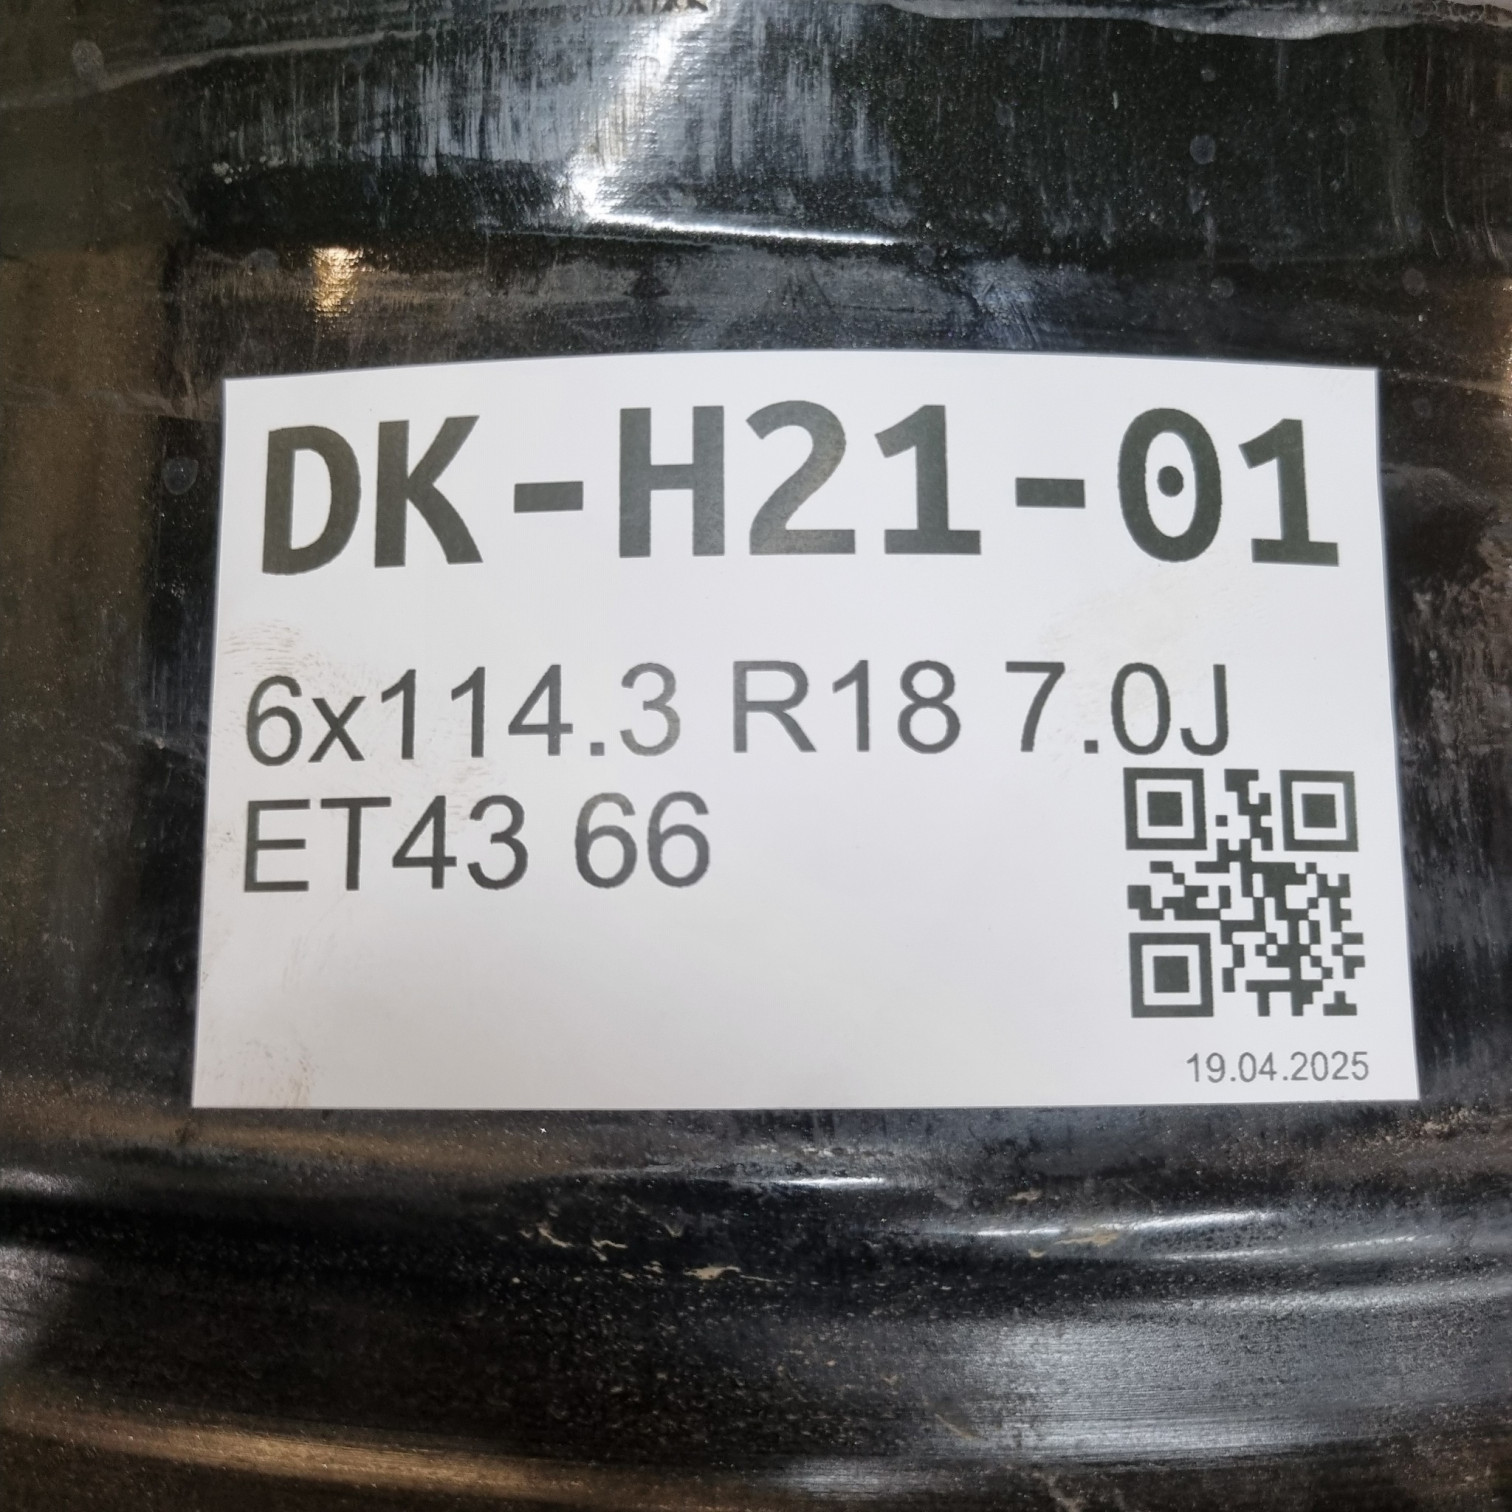 DK-H21-01
6x114.3 R18 7.0J
ET43 66
19.04.2025